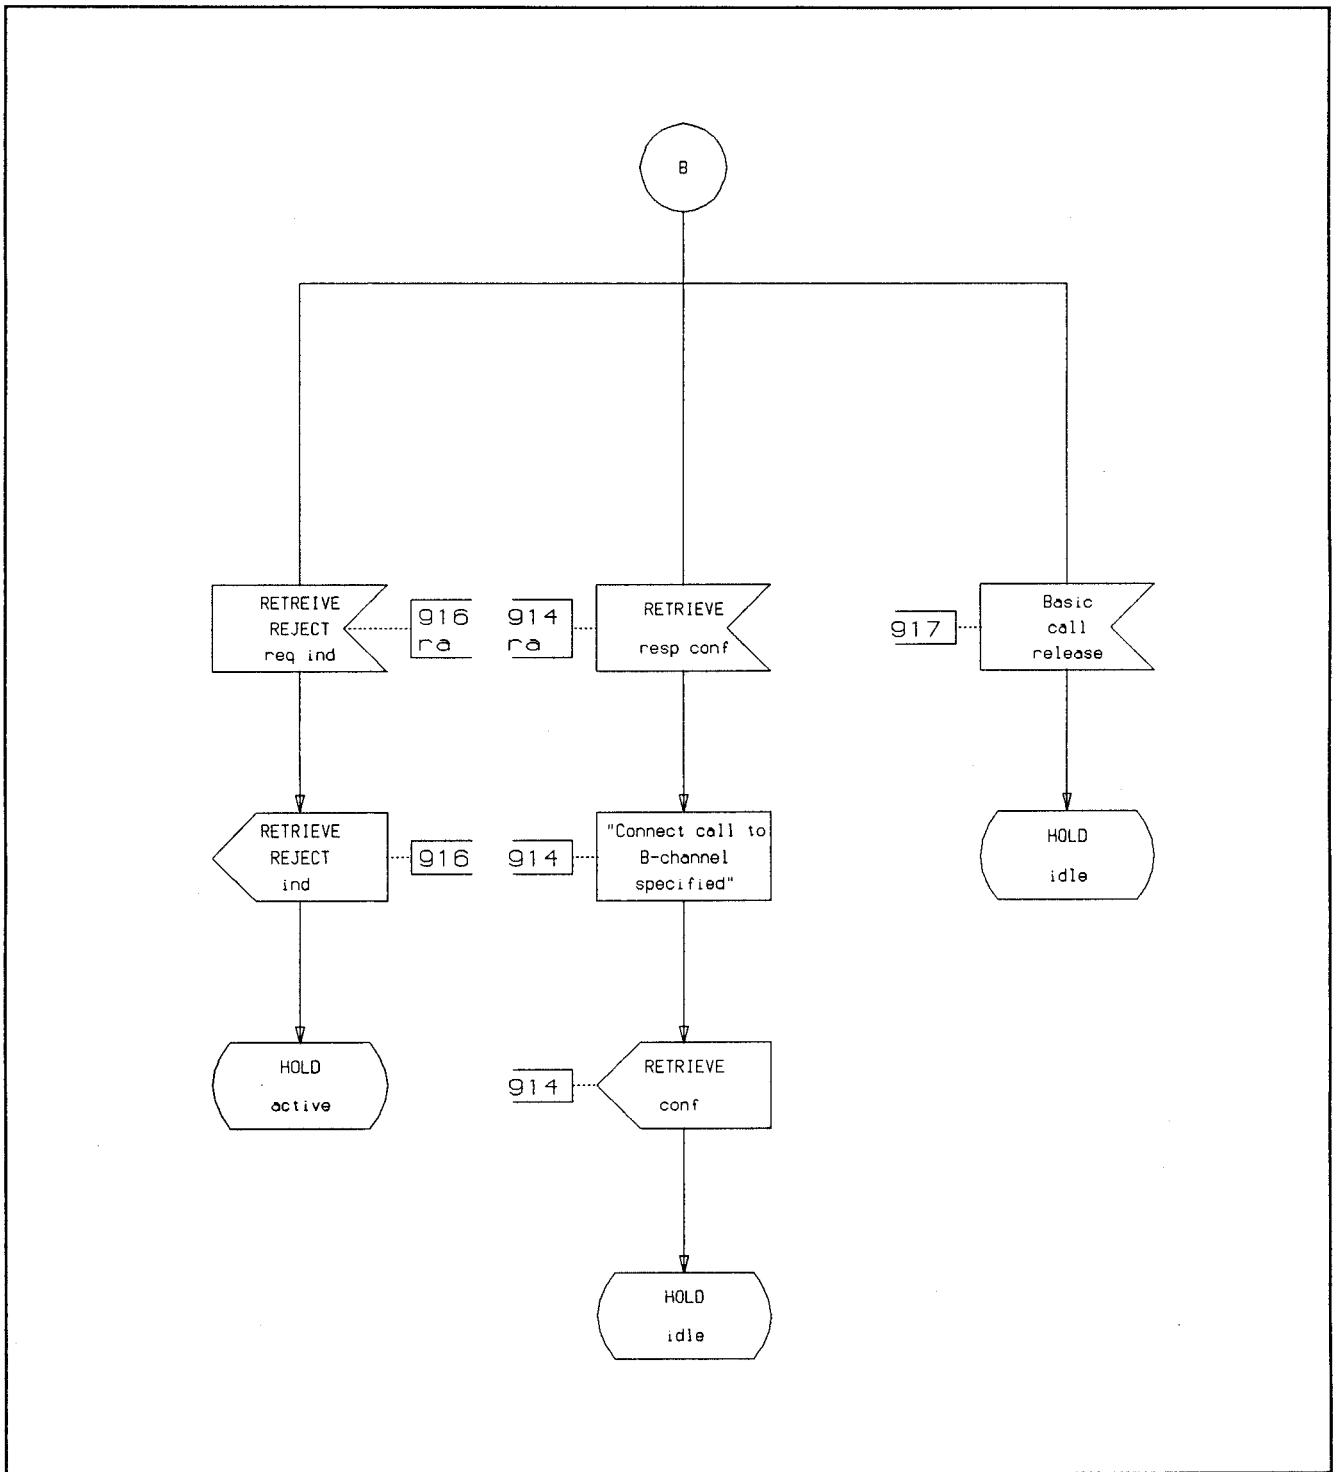 B
RETREIVE
REJECT
req ind
916
ra
914
ra
RETRIEVE
resp conf
917
Basic
call
release
RETRIEVE
REJECT
ind
916
914
"Connect call to
B-channel
specified"
HOLD
idle
HOLD
active
914
RETRIEVE
conf
HOLD
idle